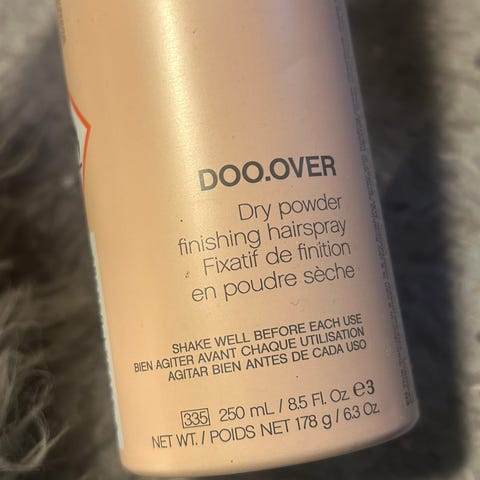 DOO.OVER
Dry powder
finishing hairspray
Fixatif de finition
en poudre sèche
SHAKE WELL BEFORE EACH USE
BIEN AGITER AVANT CHAQUE UTILISATION
AGITAR BIEN ANTES DE CADA USO
335 250 mL / 8.5 Fl. Oz. e3
NET WT. / POIDS NET 178 g / 6.3 Oz.